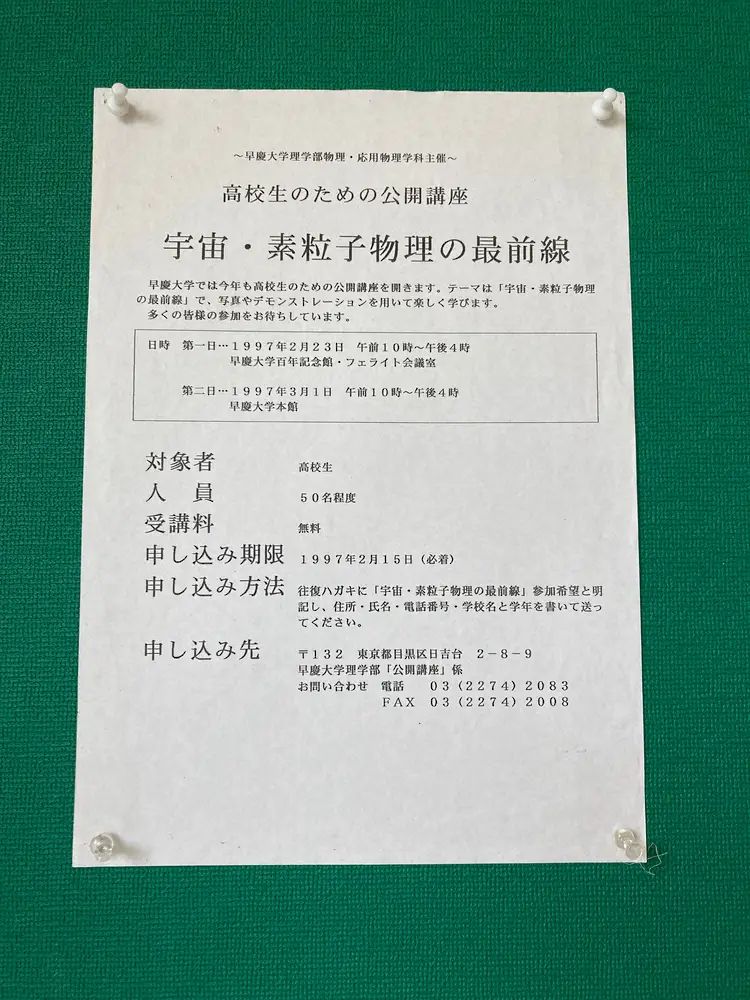 ～早慶大学理学部物理・応用物理学科主催～
高校生のための公開講座
宇宙・素粒子物理の最前線
早慶大学では今年も高校生のための公開講座を開きます。テーマは「宇宙・素粒子物理
の最前線」で、写真やデモンストレーションを用いて楽しく学びます。
多くの皆様の参加をお待ちしています。
日時　第一日…１９９７年２月２３日　午前１０時～午後４時
早慶大学百年記念館・フェライト会議室
第二日…１９９７年３月１日　午前１０時～午後４時
早慶大学本館
対象者　高校生
人　員　５０名程度
受講料　無料
申し込み期限　１９９７年２月１５日（必着）
申し込み方法　往復ハガキに「宇宙・素粒子物理の最前線」参加希望と明
記し、住所・氏名・電話番号・学校名と学年を書いて送っ
てください。
申し込み先　〒１３２　東京都目黒区日吉台　２－８－９
早慶大学理学部「公開講座」係
お問い合わせ　電話　０３（２２７４）２０８３
ＦＡＸ　０３（２２７４）２００８